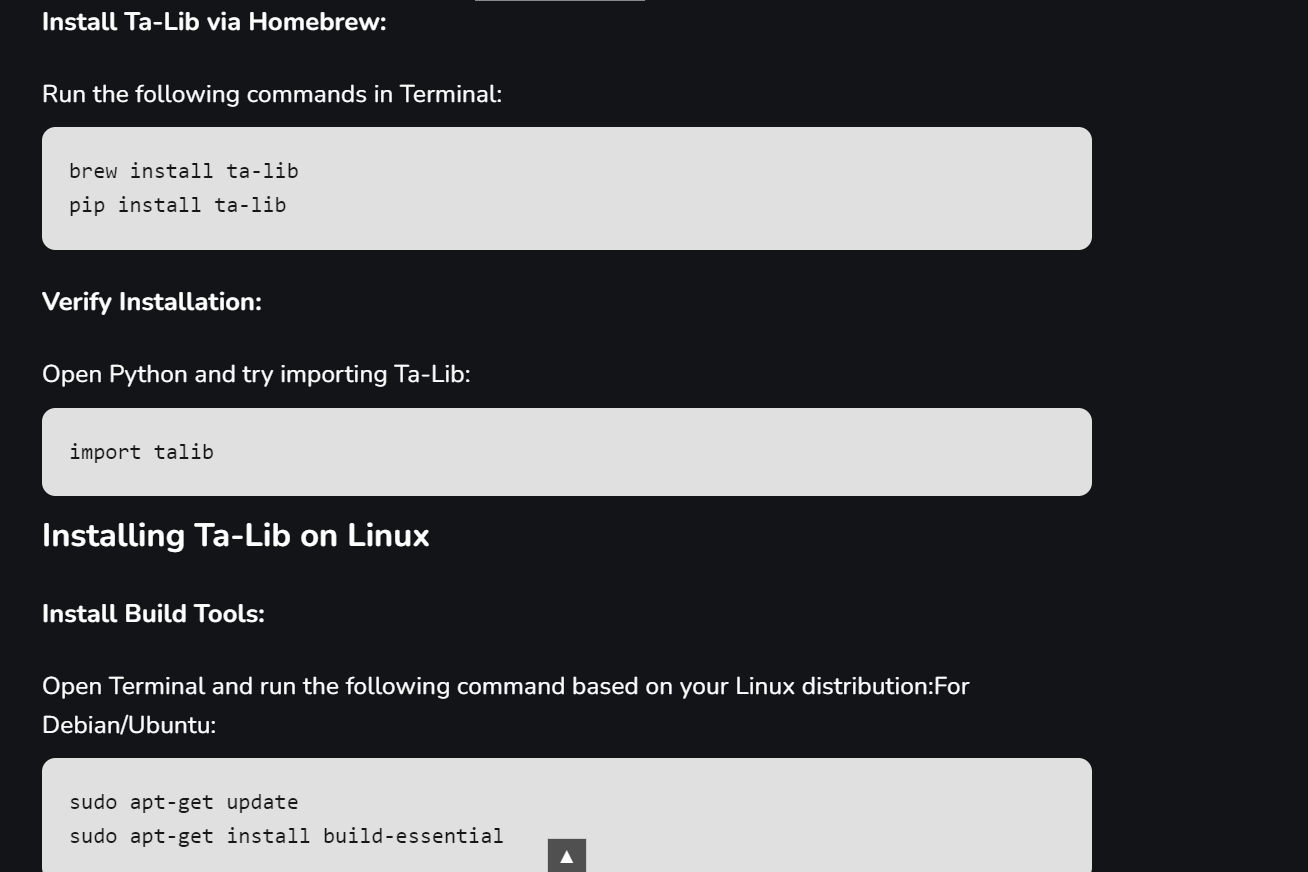 Install Ta-Lib via Homebrew:
Run the following commands in Terminal:
brew install ta-lib
pip install ta-lib
Verify Installation:
Open Python and try importing Ta-Lib:
import talib
Installing Ta-Lib on Linux
Install Build Tools:
Open Terminal and run the following command based on your Linux distribution:For
Debian/Ubuntu:
sudo apt-get update
sudo apt-get install build-essential